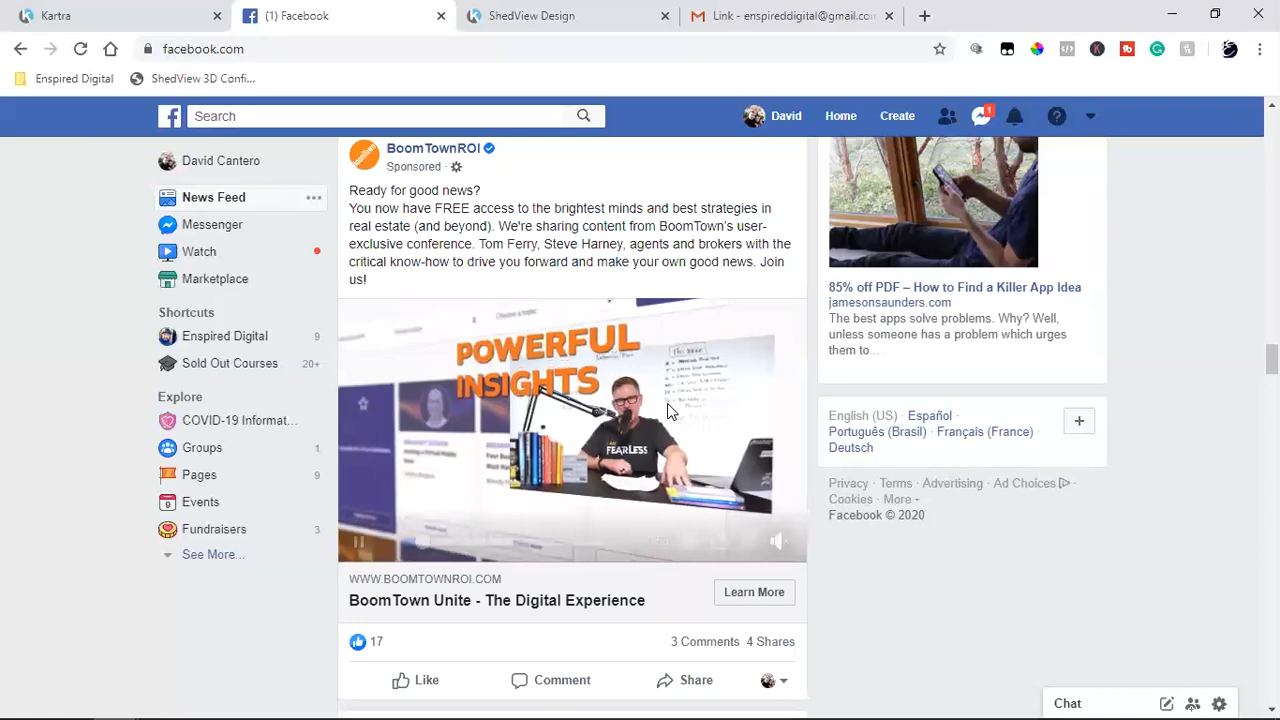 Kartra
(1) Facebook
ShedView Design
Link - enspireddigital@gmail.com
facebook.com
Enspired Digital
ShedView 3D Confi...
Search
David
Home
Create
1
David Cantero
News Feed
Messenger
Watch
Marketplace
Shortcuts
Enspired Digital 9
Sold Out Courses 20+
Explore
COVID-19 Informat...
Groups 1
Pages 9
Events
Fundraisers 3
See More...
BoomTownROI
Sponsored ·
Ready for good news?
You now have FREE access to the brightest minds and best strategies in
real estate (and beyond). We're sharing content from BoomTown's user-
exclusive conference. Tom Ferry, Steve Harney, agents and brokers with the
critical know-how to drive you forward and make your own good news. Join
us!
POWERFUL
INSIGHTS
FEARLESS
WWW.BOOMTOWNROI.COM
BoomTown Unite - The Digital Experience
Learn More
17
3 Comments 4 Shares
Like
Comment
Share
85% off PDF – How to Find a Killer App Idea
jamesonsaunders.com
The best apps solve problems. Why? Well,
unless someone has a problem which urges
them to...
English (US) · Español ·
Português (Brasil) · Français (France) ·
Deutsch
Privacy · Terms · Advertising · Ad Choices ·
Cookies · More
Facebook © 2020
Chat